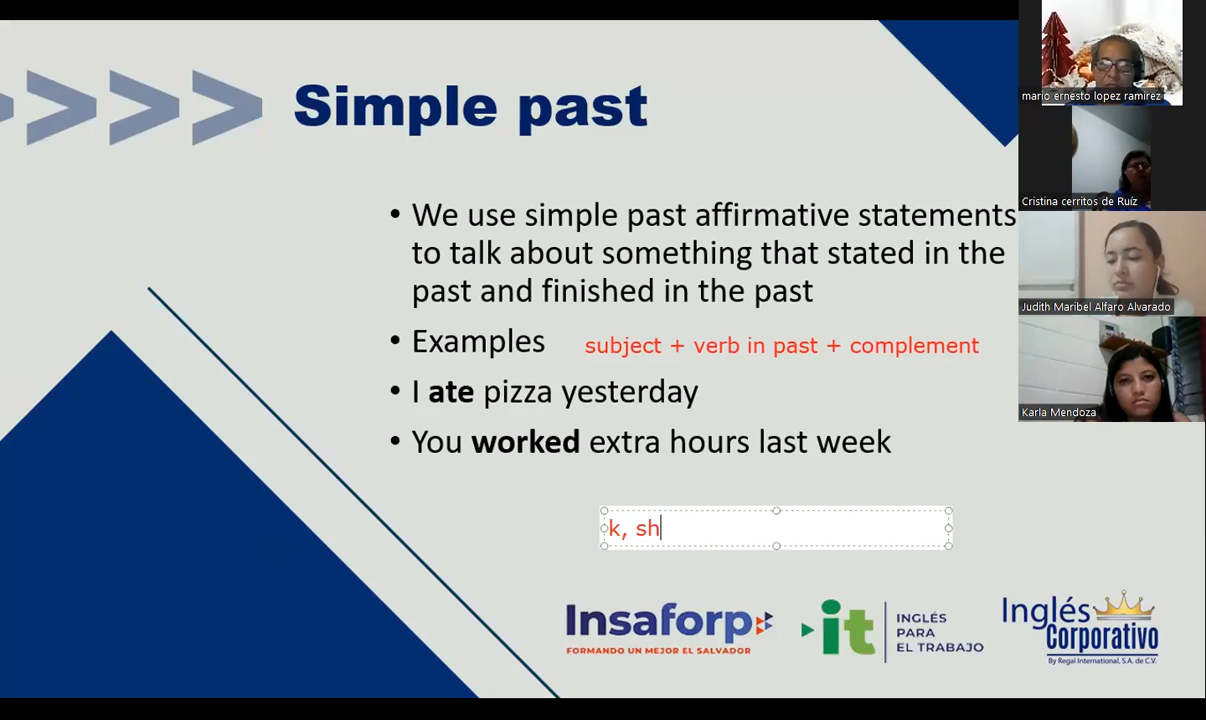 Simple past
• We use simple past affirmative statements
to talk about something that stated in the
past and finished in the past
• Examples
subject + verb in past + complement
• I ate pizza yesterday
• You worked extra hours last week
k, sh
Insaforp
FORMANDO UN MEJOR EL SALVADOR
it
INGLÉS
PARA
EL TRABAJO
Inglés
Corporativo
By Regal International, S.A. de C.V.
mario ernesto lopez ramirez
Cristina cerritos de Ruíz
Judith Maribel Alfaro Alvarado
Karla Mendoza